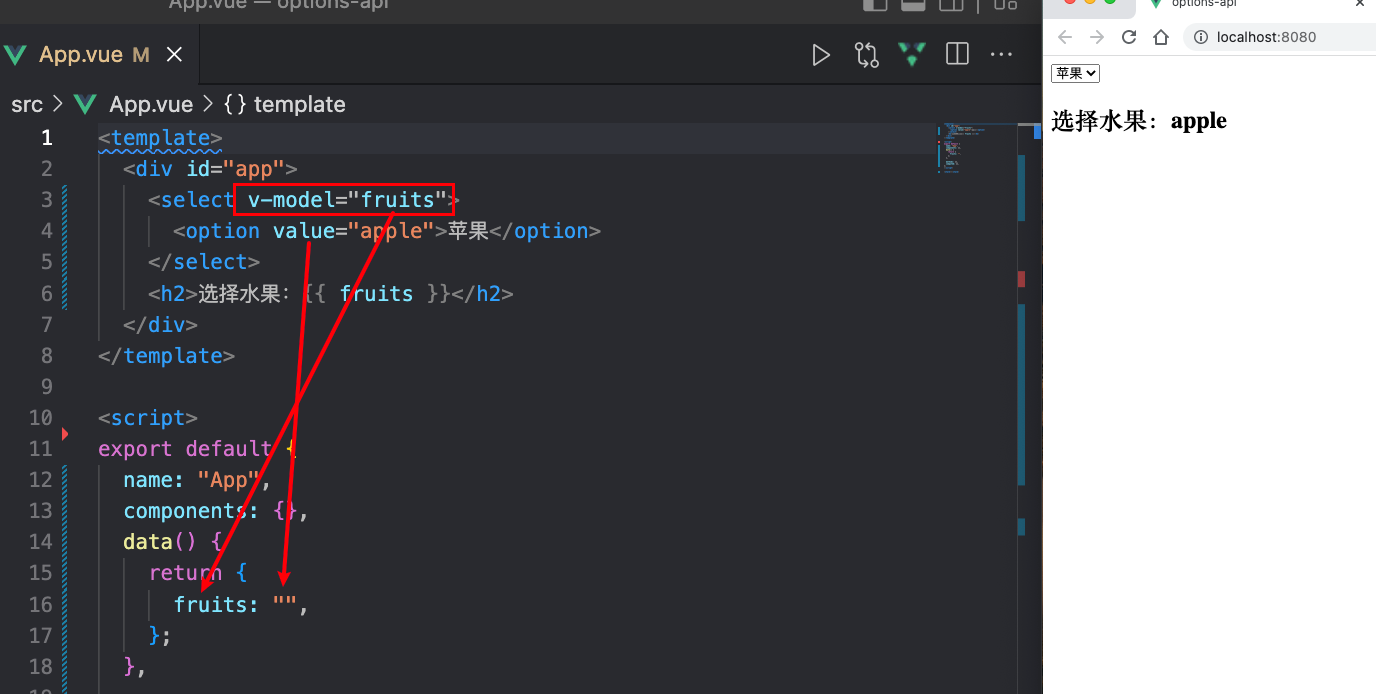 App.vue — options-api
App.vue M
src > App.vue > {} template
1 <template>
2 <div id="app">
3 <select v-model="fruits">
4 <option value="apple">苹果</option>
5 </select>
6 <h2>选择水果：{{ fruits }}</h2>
7 </div>
8 </template>
9
10 <script>
11 export default {
12 name: "App",
13 components: {},
14 data() {
15 return {
16 fruits: "",
17 };
18 },
options-api
localhost:8080
苹果
选择水果：apple